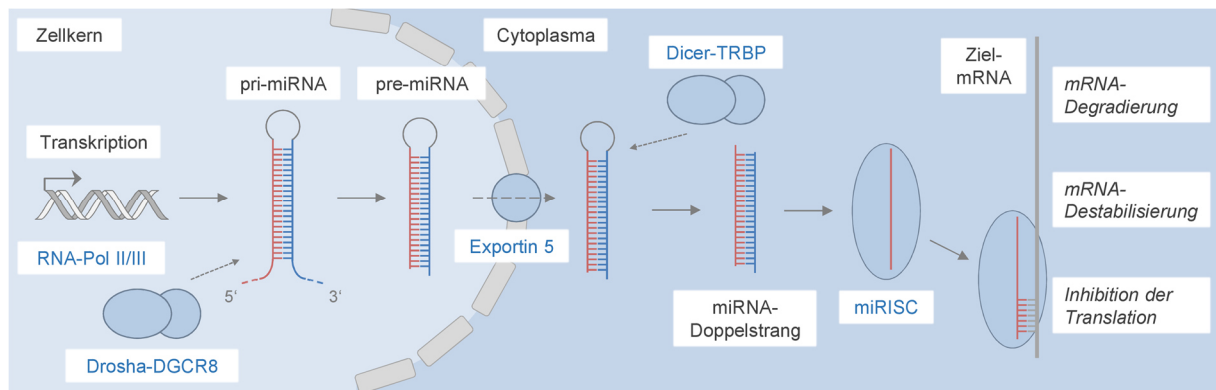 Zellkern
Cytoplasma
Dicer-TRBP
Ziel-
mRNA
mRNA-
Degradierung
pri-miRNA
pre-miRNA
Transkription
mRNA-
Destabilisierung
RNA-Pol II/III
Exportin 5
5‘
3‘
miRNA-
Doppelstrang
miRISC
Inhibition der
Translation
Drosha-DGCR8